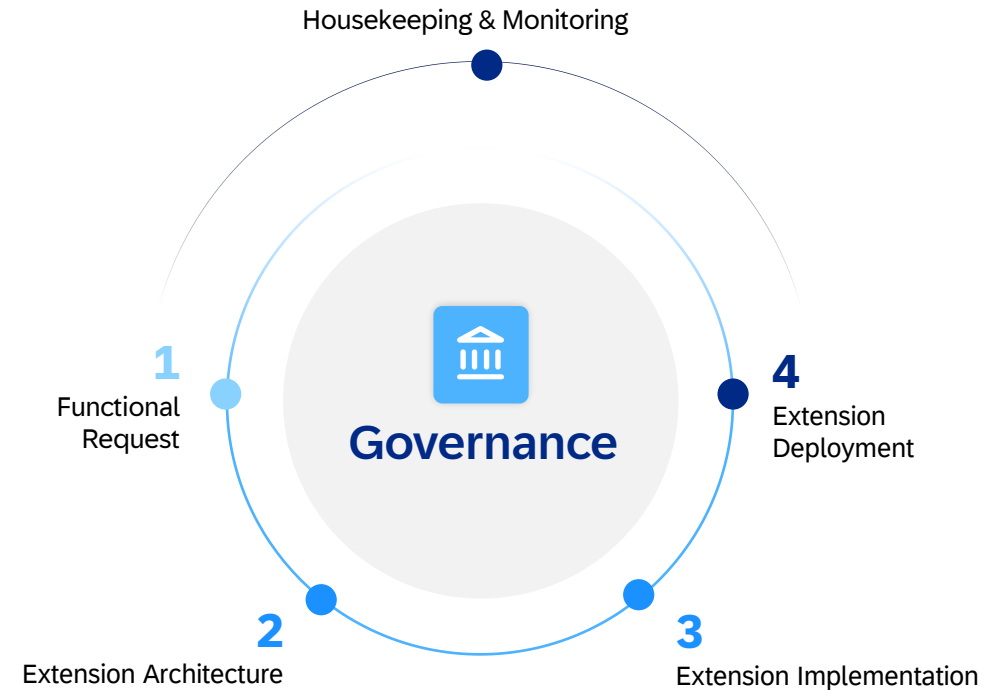 Housekeeping & Monitoring
1
Functional
Request
Governance
4
Extension
Deployment
2
Extension Architecture
3
Extension Implementation